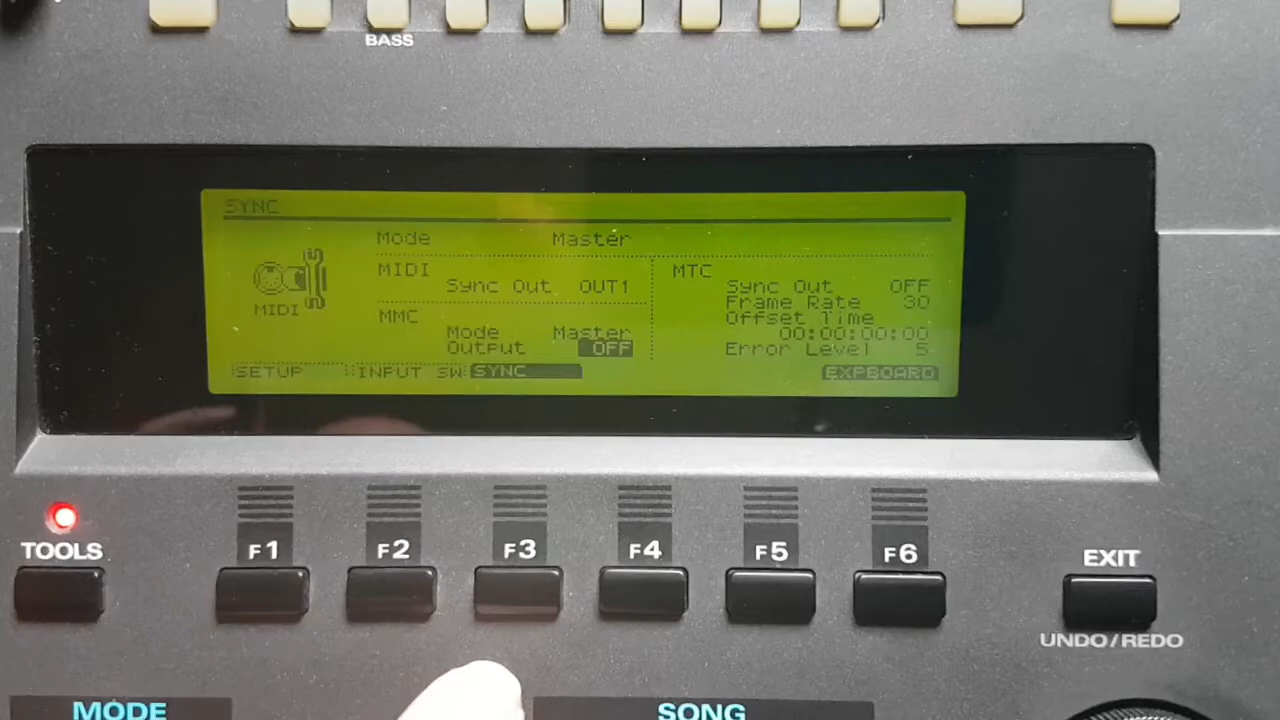 BASS
SYNC
Mode Master
MIDI
Sync Out OUT1
MMC
Mode Master
Output OFF
MTC
Sync Out OFF
Frame Rate 30
Offset Time
00:00:00:00
Error Level 5
MIDI
SETUP INPUT SW SYNC EXPBOARD
TOOLS F1 F2 F3 F4 F5 F6 EXIT
UNDO/REDO
MODE SONG